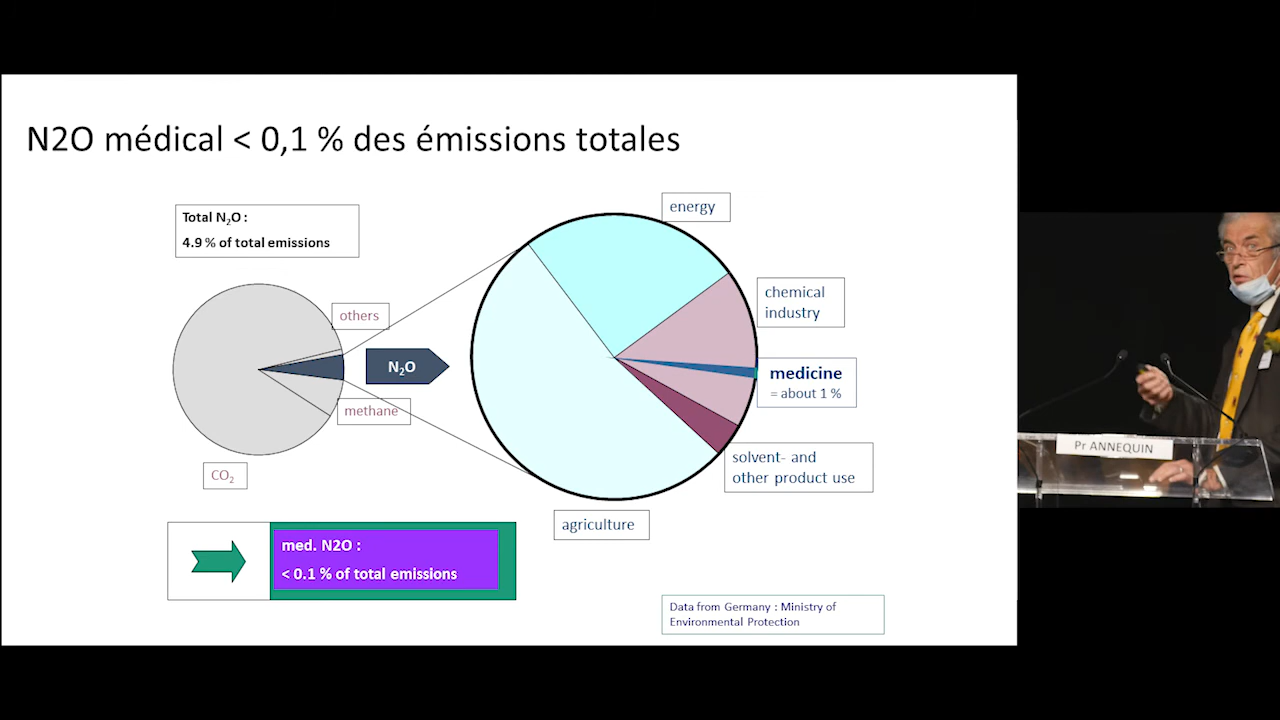 N2O médical < 0,1 % des émissions totales
Total N₂O :
4.9 % of total emissions
energy
others
chemical
industry
N₂O
medicine
= about 1 %
methane
CO₂
solvent- and
other product use
agriculture
med. N2O :
< 0.1 % of total emissions
Data from Germany : Ministry of
Environmental Protection
Pr ANNEQUIN